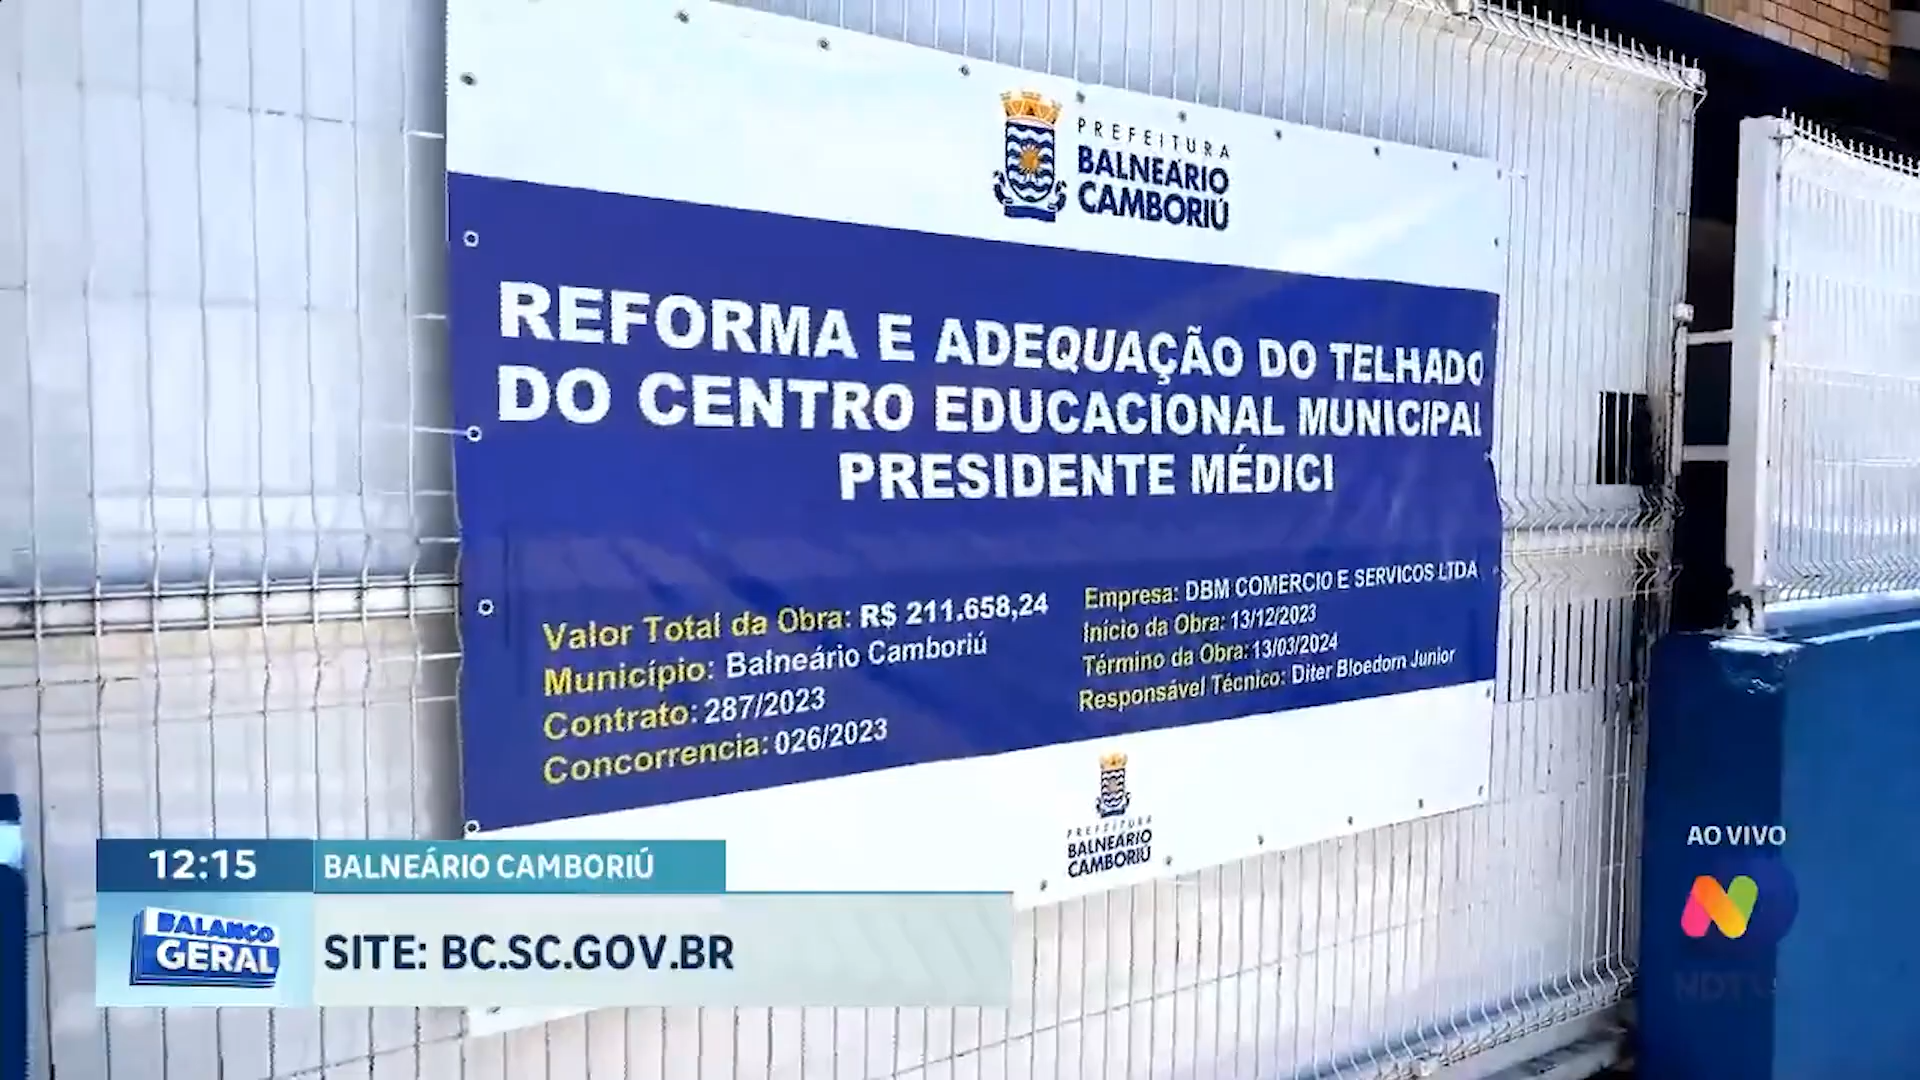 PREFEITURA
BALNEÁRIO
CAMBORIÚ
REFORMA E ADEQUAÇÃO DO TELHADO
DO CENTRO EDUCACIONAL MUNICIPAL
PRESIDENTE MÉDICI
Valor Total da Obra: R$ 211.658,24
Município: Balneário Camboriú
Contrato: 287/2023
Concorrencia: 026/2023
Empresa: DBM COMERCIO E SERVICOS LTDA
Início da Obra: 13/12/2023
Término da Obra: 13/03/2024
Responsável Técnico: Diter Bloedorn Junior
PREFEITURA
BALNEÁRIO
CAMBORIÚ
12:15
BALNEÁRIO CAMBORIÚ
BALANÇO
GERAL
SITE: BC.SC.GOV.BR
AO VIVO
NDTV